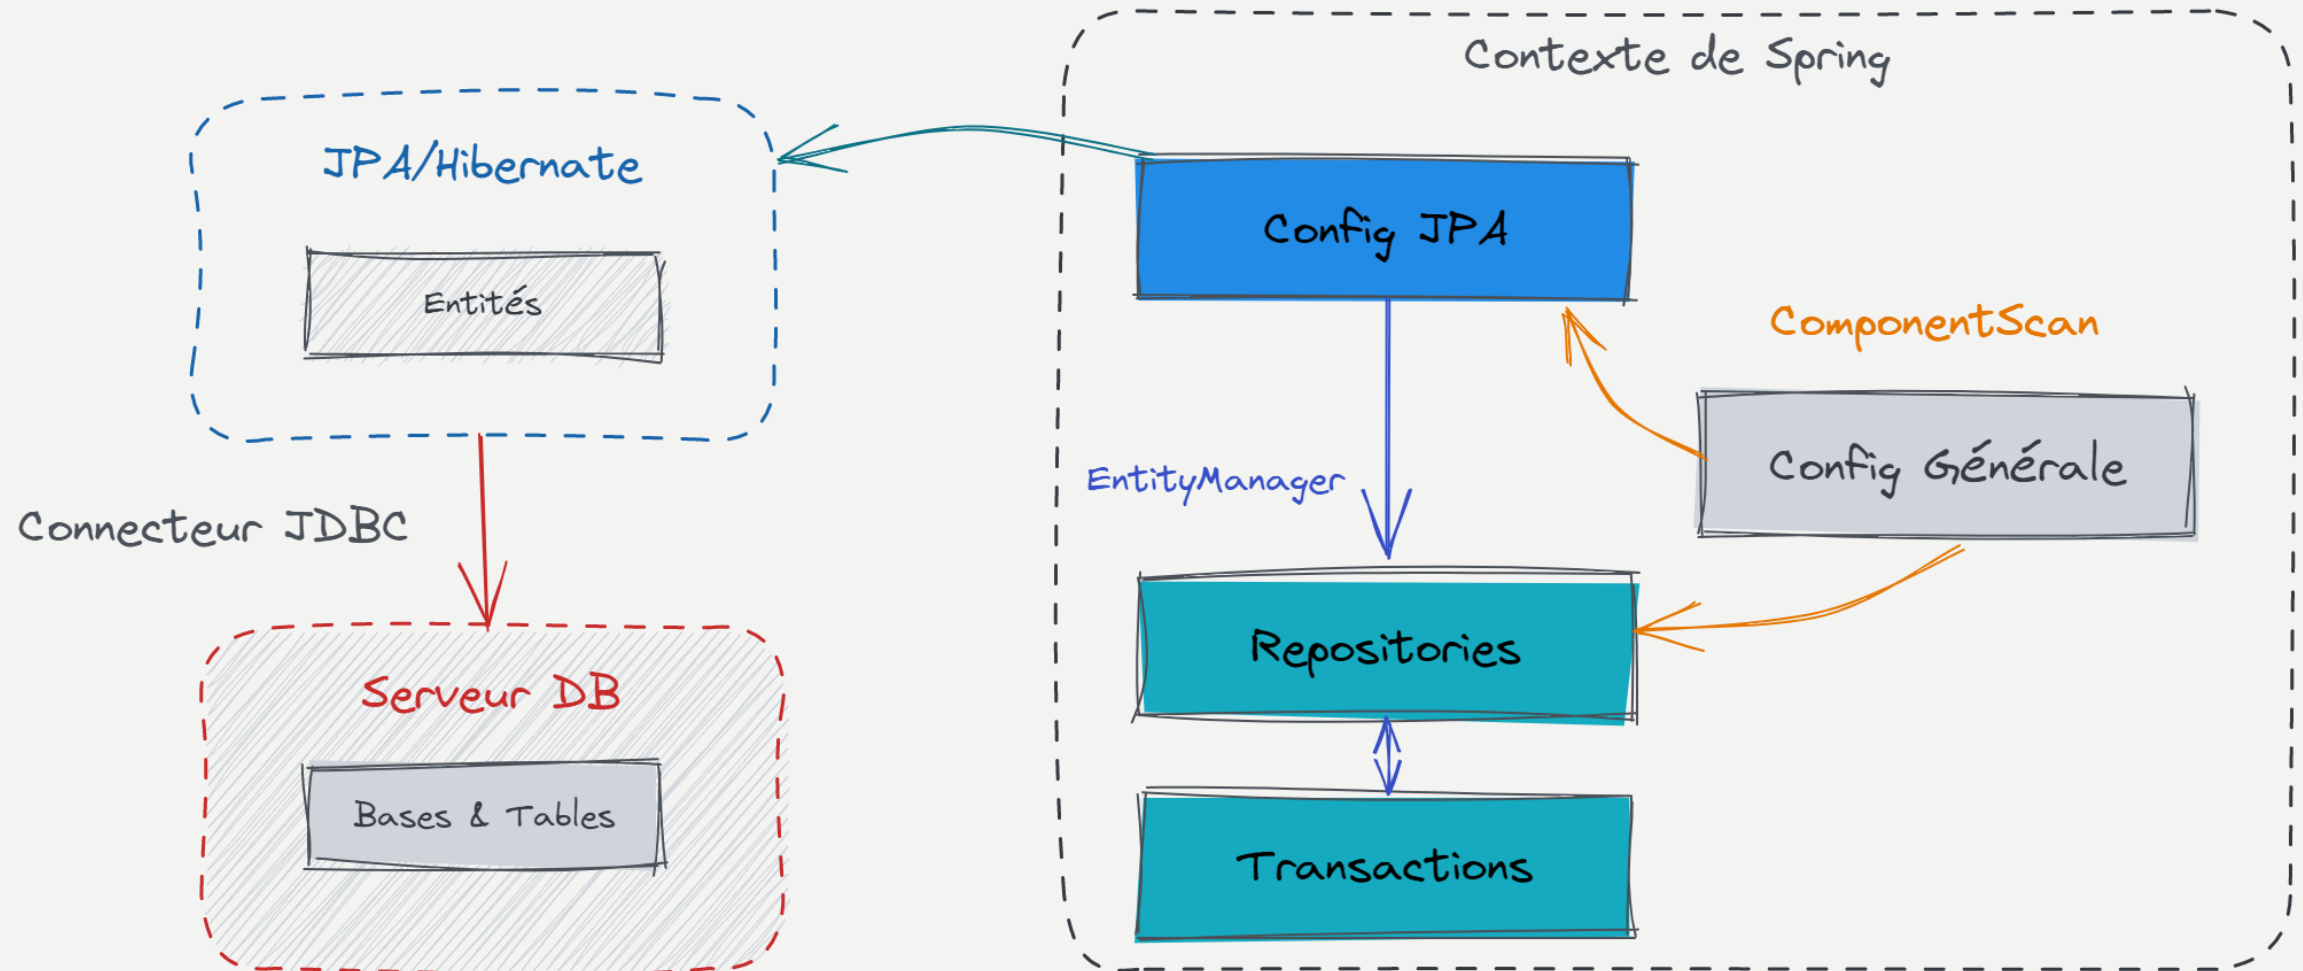 Contexte de Spring
JPA/Hibernate
Entités
Config JPA
ComponentScan
Config Générale
EntityManager
Connecteur JDBC
Repositories
Serveur DB
Bases & Tables
Transactions